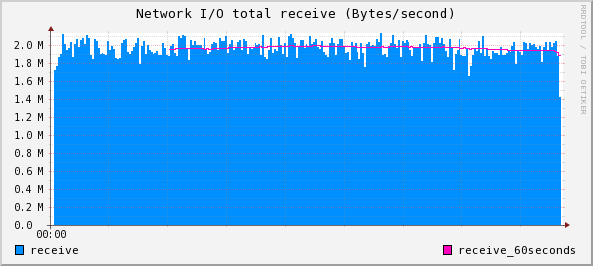 Network I/O total receive (Bytes/second)
RRDTOOL / TOBI OETIKER
2.0 M
1.8 M
1.6 M
1.4 M
1.2 M
1.0 M
0.8 M
0.6 M
0.4 M
0.2 M
0.0
00:00
receive
receive_60seconds